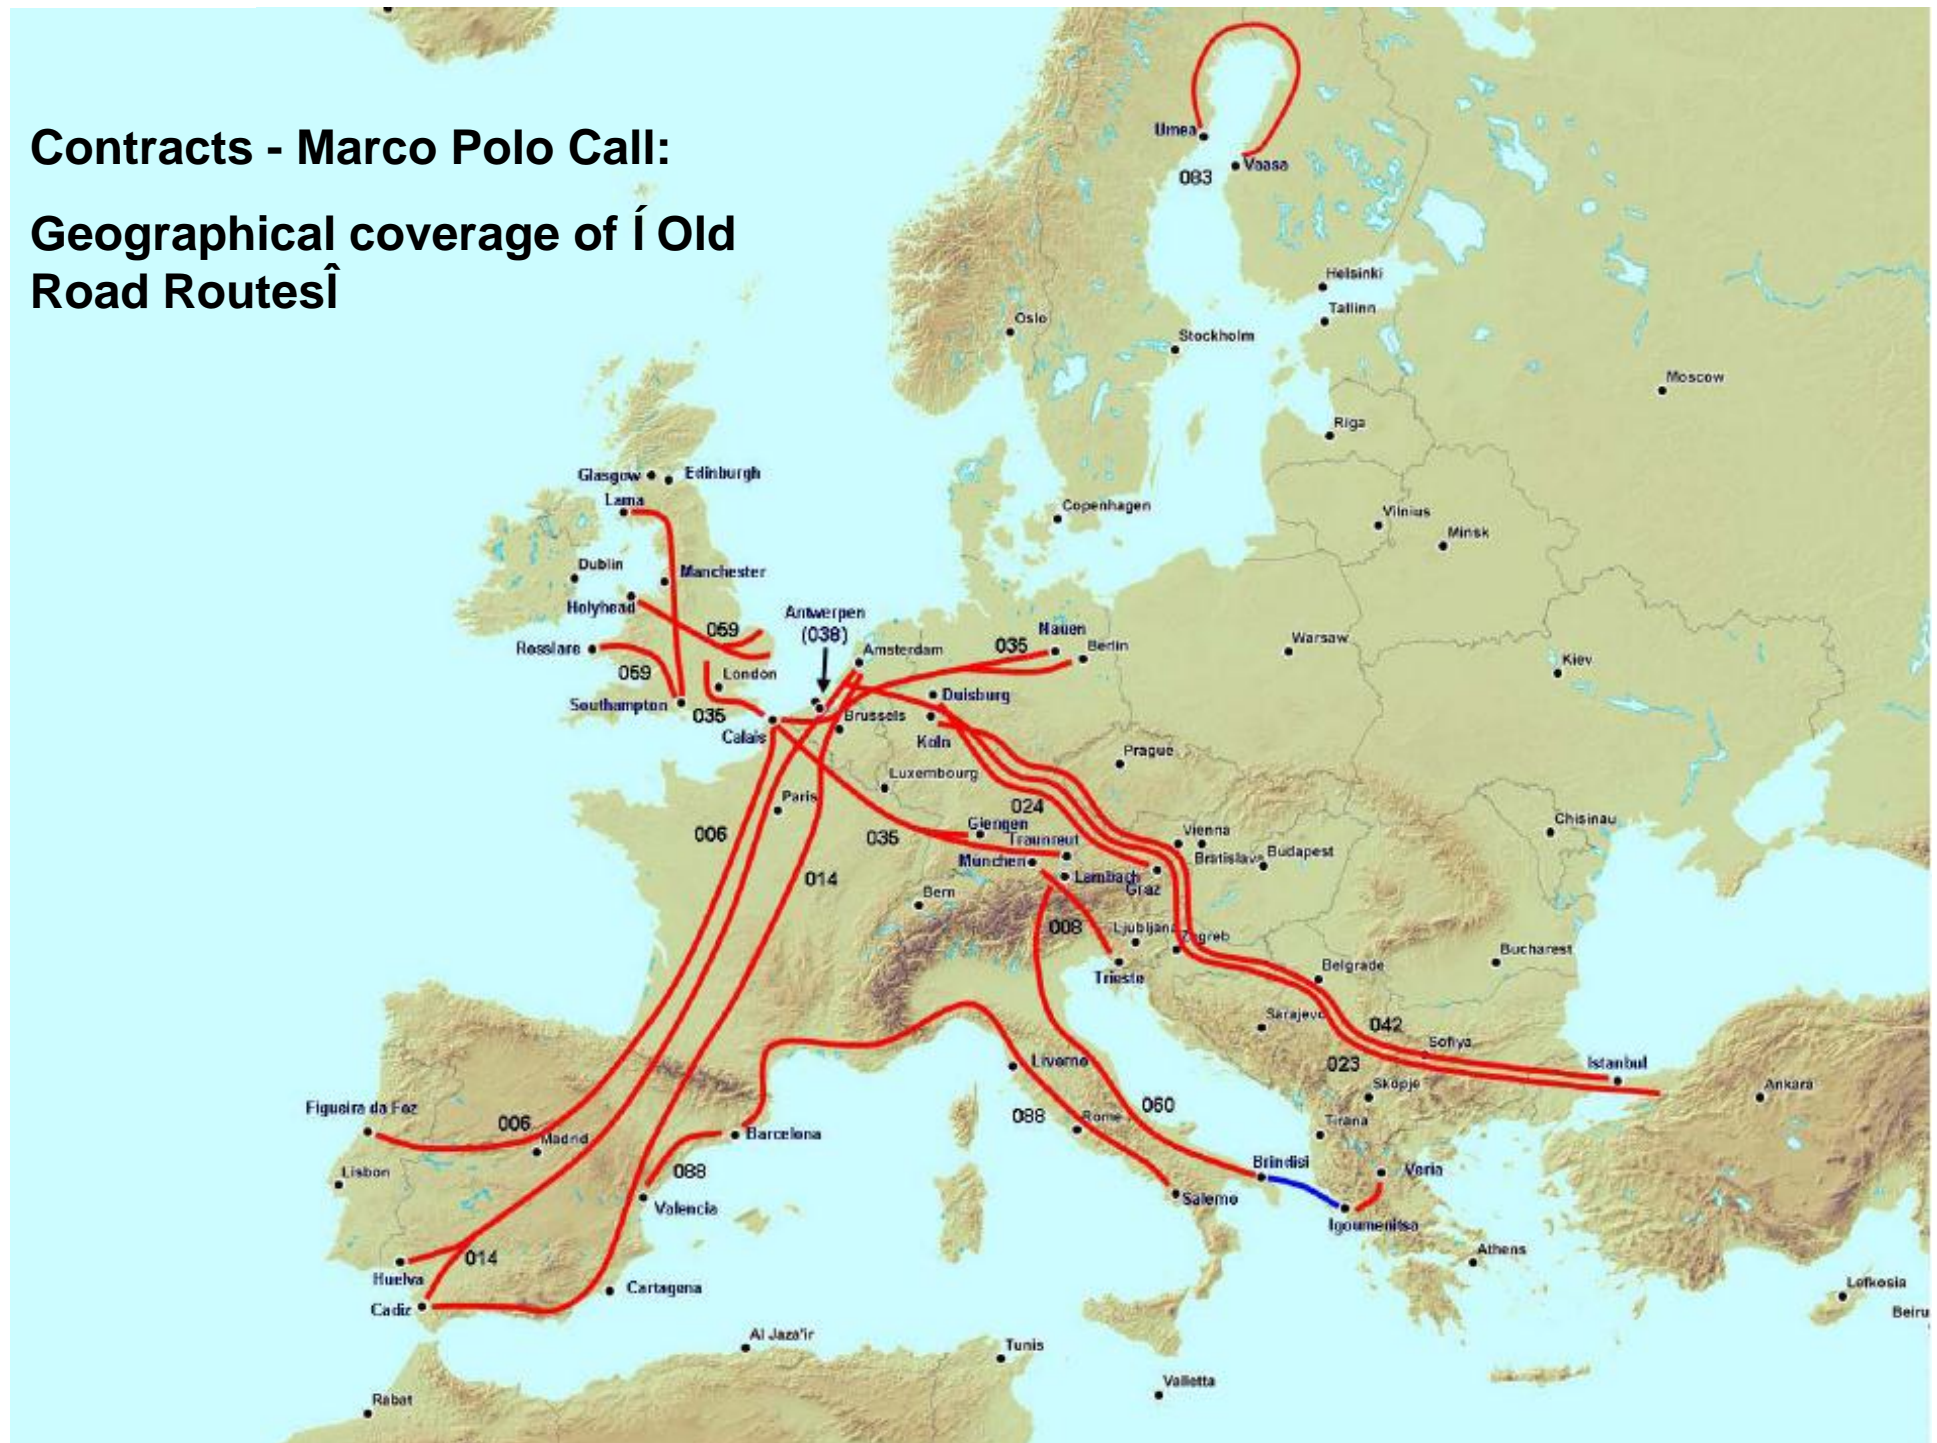 Contracts - Marco Polo Call:
Geographical coverage of Í Old
Road RoutesÎ
Umea
Vaasa
083
Helsinki
Tallinn
Oslo
Stockholm
Moscow
Riga
Glasgow
Edinburgh
Lama
Copenhagen
Vilnius
Minsk
Dublin
Manchester
Holyhead
Antwerpen
(038)
059
Nauen
035
Berlin
Warsaw
Rosslare
Amsterdam
Kiev
059
London
Duisburg
Southampton
035
Brussels
Calais
Koln
Prague
Luxembourg
Paris
024
Giengen
Chisinau
006
035
Traunreut
Vienna
Munchen
Bratislava
Budapest
014
Lambach
Graz
Bern
008
Ljubljana
Zagreb
Bucharest
Trieste
Belgrade
Sarajevo
042
Sofiya
Livorno
023
Istanbul
Skopje
Ankara
Figueira da Foz
006
Madrid
Barcelona
088
Rome
060
Tirana
Lisbon
088
Brindisi
Veria
Valencia
Salerno
Igoumenitsa
014
Athens
Huelva
Cartagena
Lefkosia
Cadiz
Beiru
Al Jaza'ir
Tunis
Valletta
Rabat